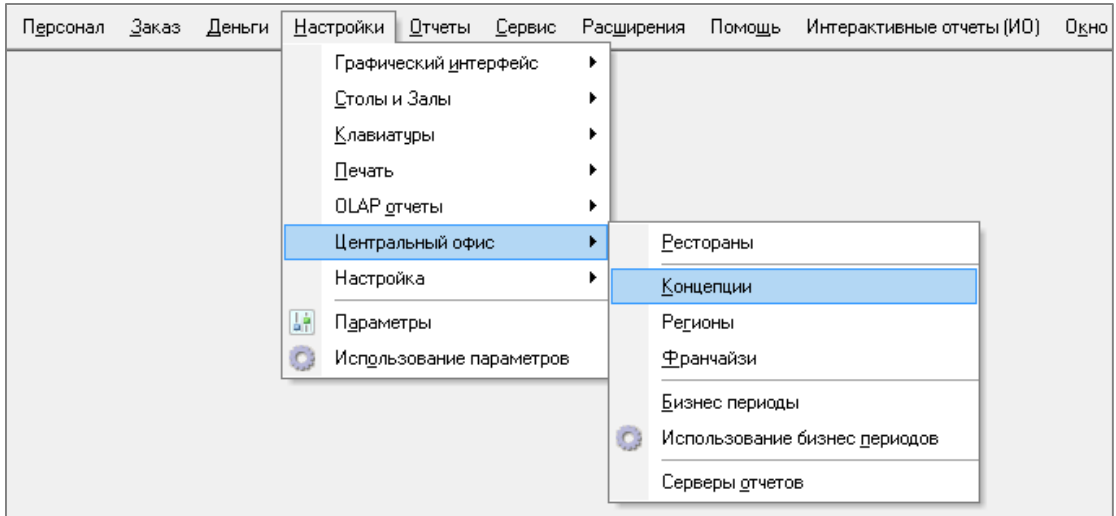 Персонал Заказ Деньги Настройки Отчеты Сервис Расширения Помощь Интерактивные отчеты (ИО) Окно
Графический интерфейс
Столы и Залы
Клавиатуры
Печать
OLAP отчеты
Центральный офис
Настройка
Параметры
Использование параметров
Рестораны
Концепции
Регионы
Франчайзи
Бизнес периоды
Использование бизнес периодов
Серверы отчетов